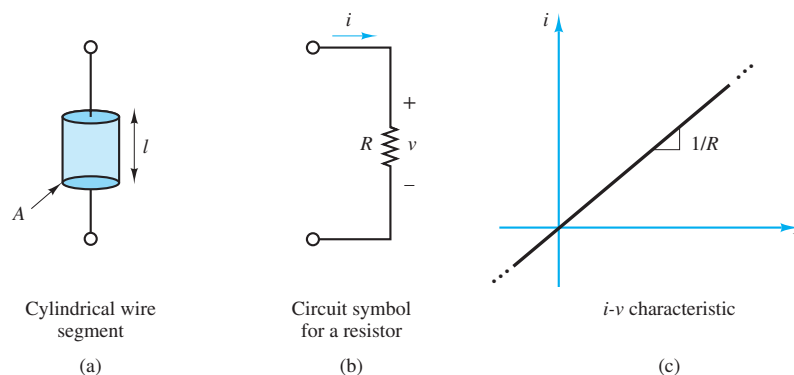 i
l
A
Cylindrical wire
segment
(a)
i
+
R v
−
Circuit symbol
for a resistor
(b)
i
1/R
i-v characteristic
(c)